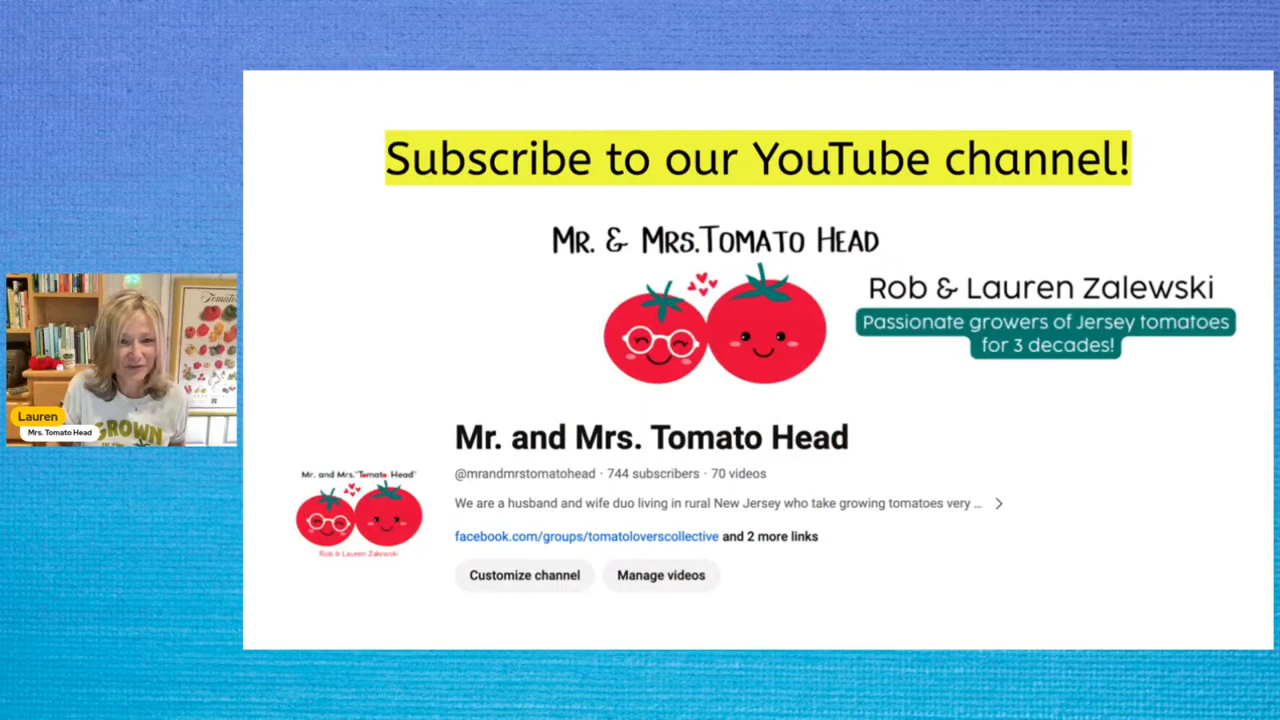 Subscribe to our YouTube channel!
Mr. & Mrs.Tomato Head
Rob & Lauren Zalewski
Passionate growers of Jersey tomatoes
for 3 decades!
Mr. and Mrs. Tomato Head
@mrandmrstomatohead · 744 subscribers · 70 videos
We are a husband and wife duo living in rural New Jersey who take growing tomatoes very ...
facebook.com/groups/tomatoloverscollective and 2 more links
Customize channel
Manage videos
Mr. and Mrs."Tomato Head"
Rob & Lauren Zalewski
Lauren
Mrs. Tomato Head
GROWN